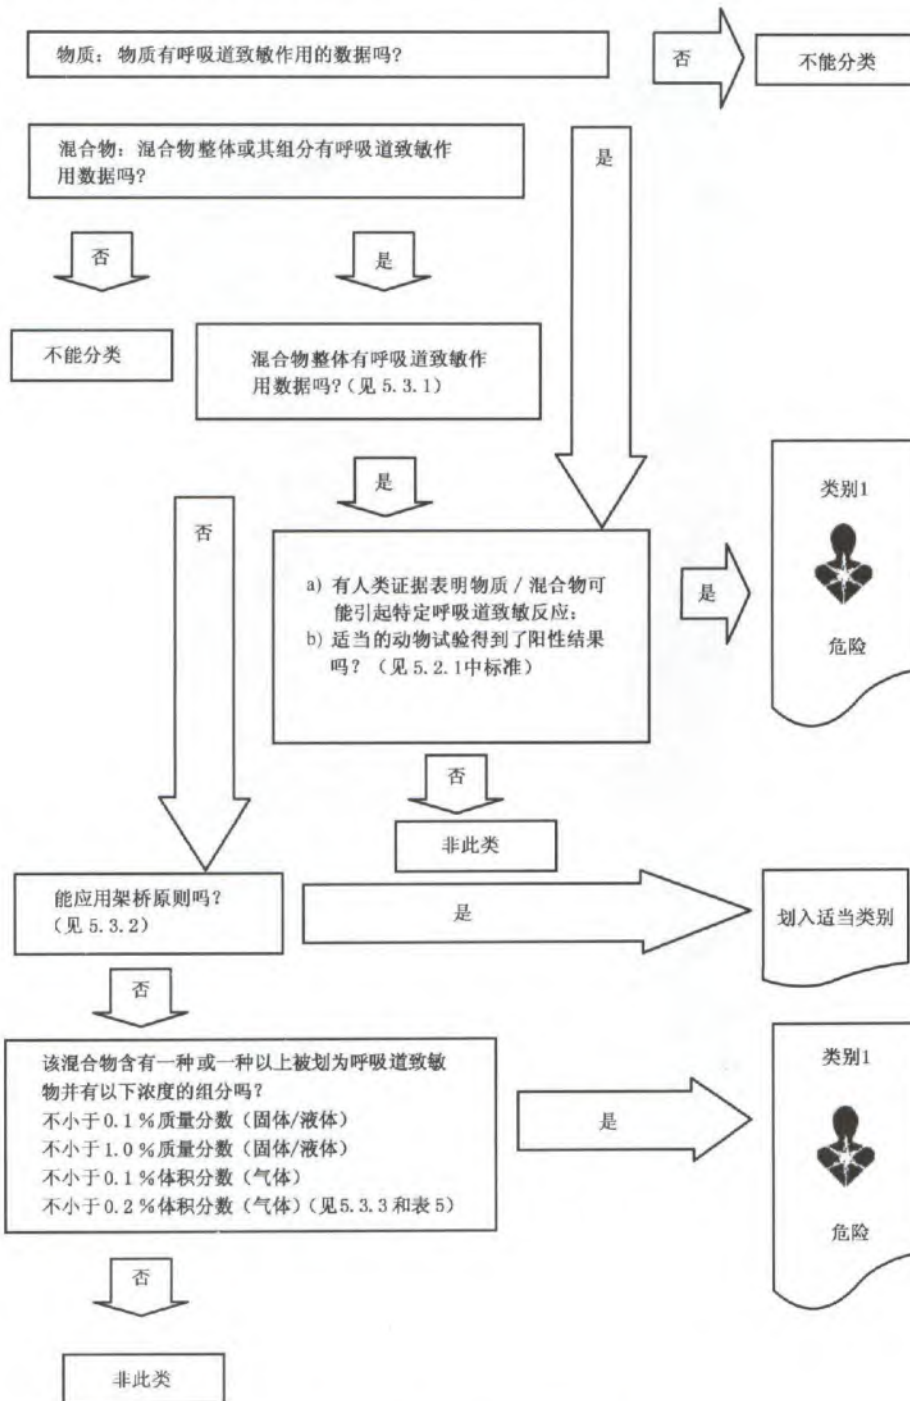 物质：物质有呼吸道致敏作用的数据吗？
否
不能分类
混合物：混合物整体或其组分有呼吸道致敏作
用数据吗？
是
否
是
不能分类
混合物整体有呼吸道致敏作
用数据吗？（见 5.3.1）
是
否
a）有人类证据表明物质 / 混合物可
能引起特定呼吸道致敏反应：
b）适当的动物试验得到了阳性结果
吗？（见 5.2.1中标准）
是
类别1
危险
否
非此类
能应用架桥原则吗？
（见 5.3.2）
是
划入适当类别
否
该混合物含有一种或一种以上被划为呼吸道致敏
物并有以下浓度的组分吗？
不小于 0.1 %质量分数（固体/液体）
不小于 1.0 %质量分数（固体/液体）
不小于 0.1 %体积分数（气体）
不小于 0.2 %体积分数（气体）（见5.3.3 和表 5）
是
类别1
危险
否
非此类